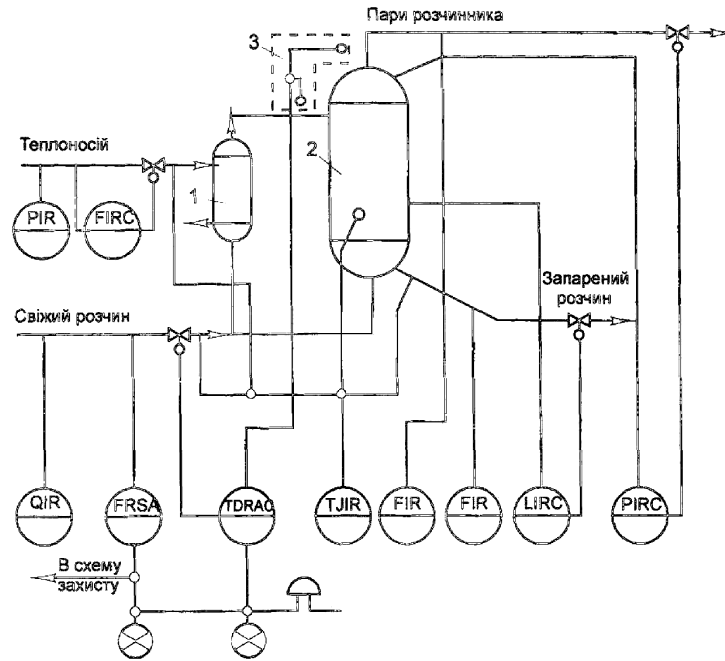 Пари розчинника
3
Теплоносій
2
1
PIR
FIRC
Запарений
розчин
Свіжий розчин
QIR
FRSA
TDRAC
TJIR
FIR
FIR
LIRC
PIRC
В схему
захисту